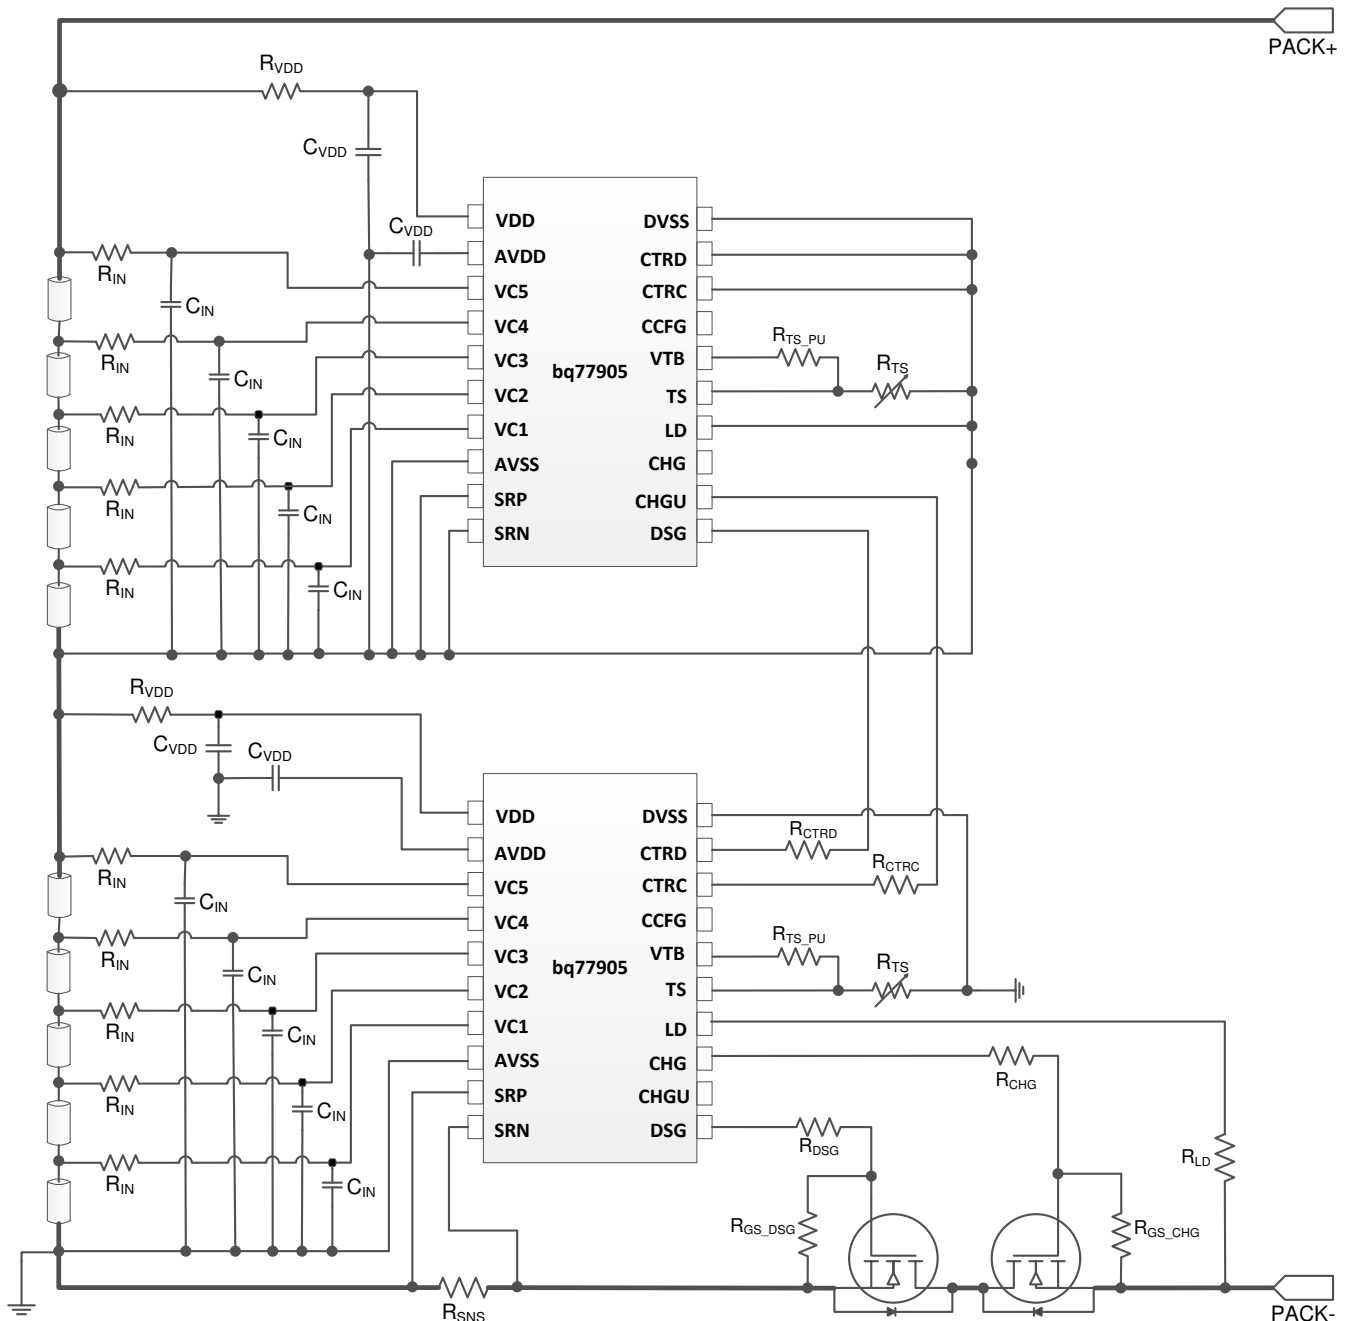 PACK+
RVDD
CVDD
CVDD
VDD
AVDD
VC5
VC4
VC3
VC2
VC1
AVSS
SRP
SRN
bq77905
DVSS
CTRD
CTRC
CCFG
VTB
TS
LD
CHG
CHGU
DSG
RIN
CIN
RIN
CIN
RIN
CIN
RIN
CIN
RIN
CIN
RTS_PU
RTS
RVDD
CVDD
CVDD
VDD
AVDD
VC5
VC4
VC3
VC2
VC1
AVSS
SRP
SRN
bq77905
DVSS
CTRD
CTRC
CCFG
VTB
TS
LD
CHG
CHGU
DSG
RIN
CIN
RIN
CIN
RIN
CIN
RIN
CIN
RIN
CIN
RCTRD
RCTRC
RTS_PU
RTS
RCHG
RDSG
RLD
RGS_DSG
RGS_CHG
RSNS
PACK-